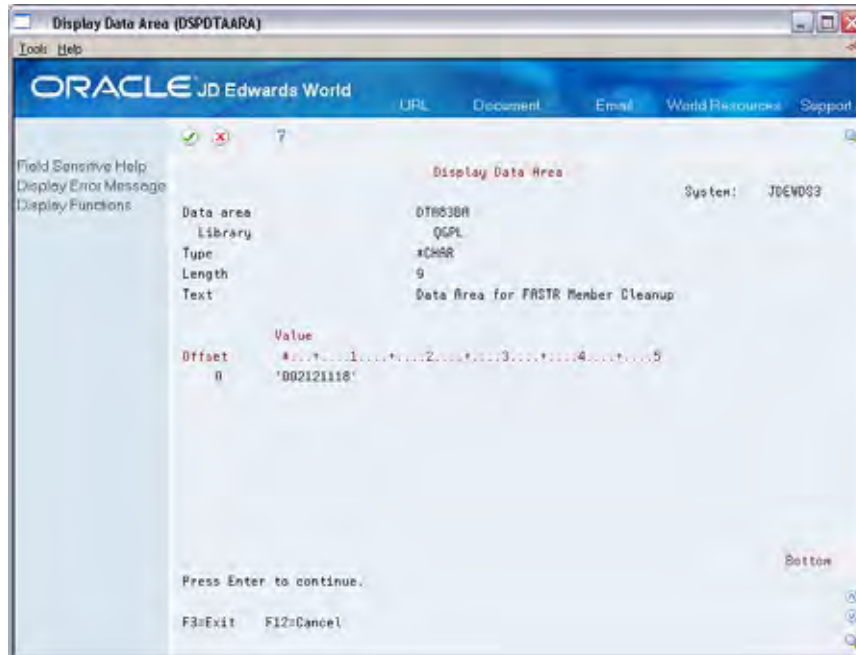 Display Data Area (DSPDTAARA)
Tools Help
ORACLE JD Edwards World
URL Document Email World Resources Support
?
Field Sensitive Help
Display Error Message
Display Functions
Display Data Area
System: JDEWDS3
Data area DTA83BA
Library QGPL
Type *CHAR
Length 9
Text Data Area for FASTR Member Cleanup
Value
Offset *...+....1....+....2....+....3....+....4....+....5
0 '002121118'
Bottom
Press Enter to continue.
F3=Exit F12=Cancel